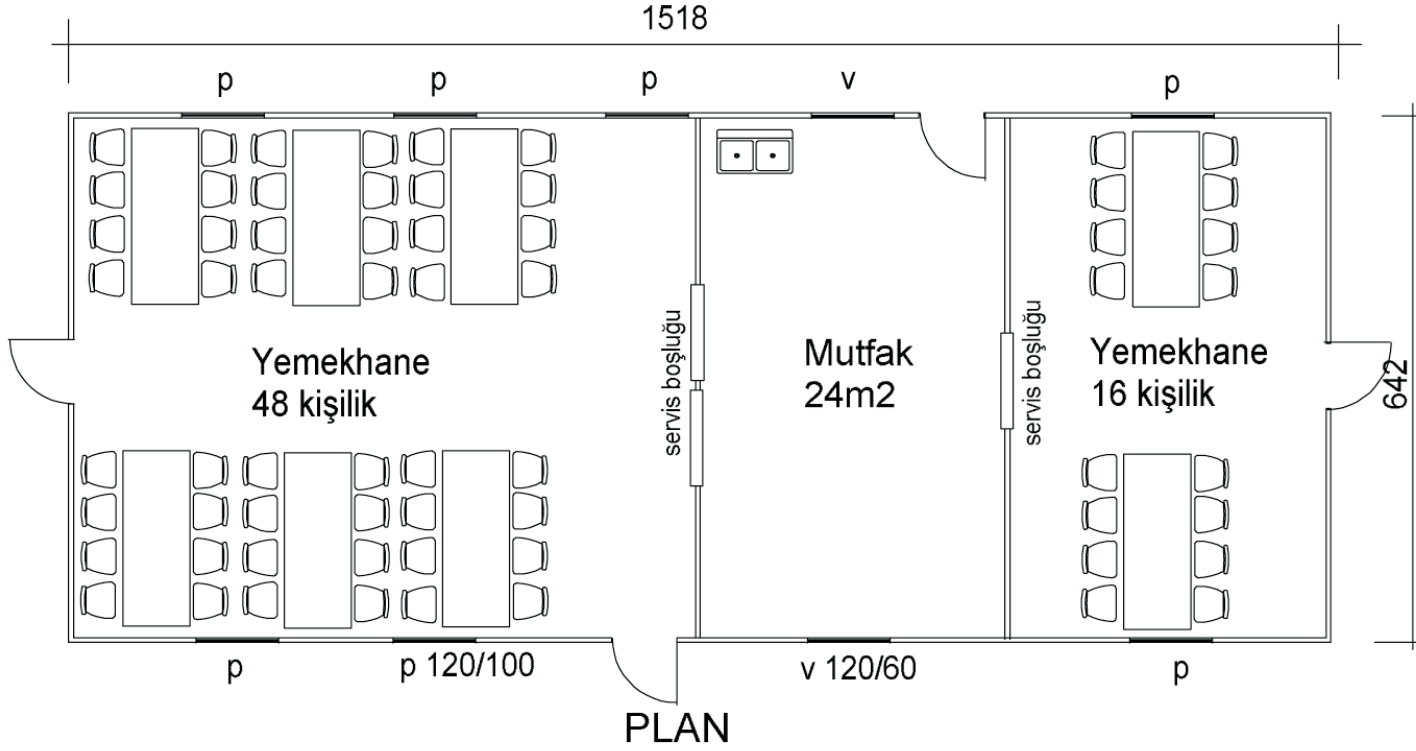 1518
p
p
p
v
p
Yemekhane
48 kişilik
servis boşluğu
Mutfak
24m2
servis boşluğu
Yemekhane
16 kişilik
642
p
p 120/100
v 120/60
p
PLAN